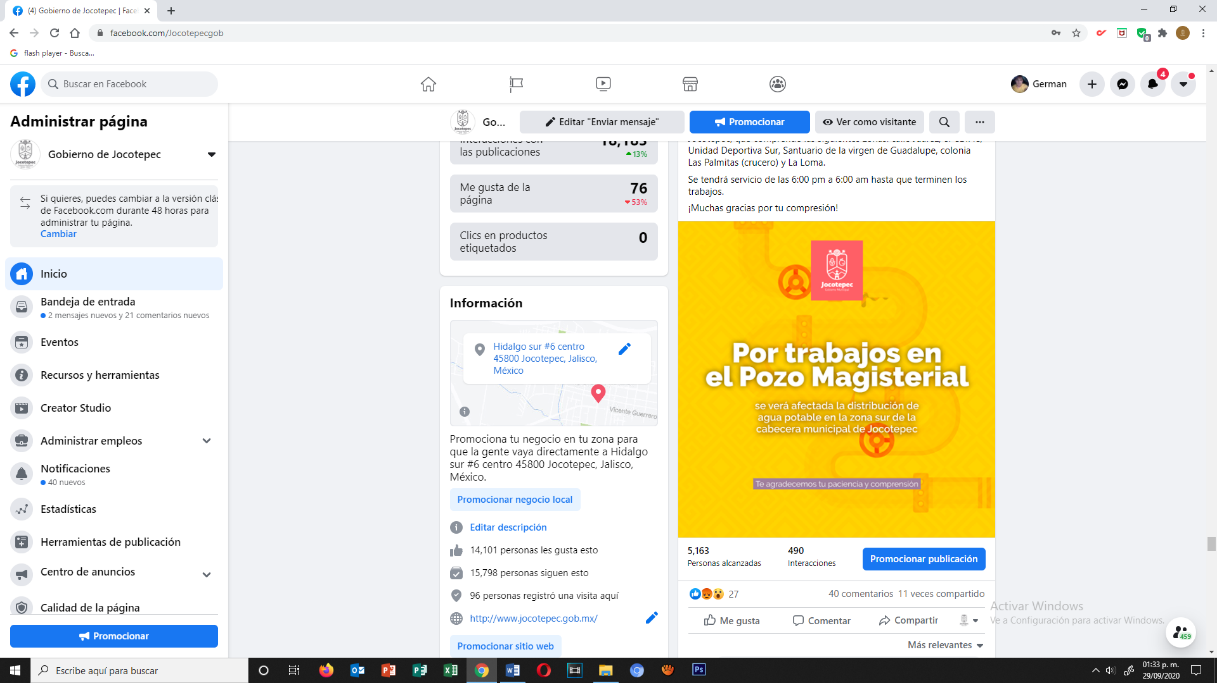 (4) Gobierno de Jocotepec | Face
facebook.com/Jocotepecgob
flash player - Busca...
Buscar en Facebook
German
4
Administrar página
Gobierno de Jocotepec
Si quieres, puedes cambiar a la versión clás
de Facebook.com durante 48 horas para
administrar tu página.
Cambiar
Inicio
Bandeja de entrada
2 mensajes nuevos y 21 comentarios nuevos
Eventos
Recursos y herramientas
Creator Studio
Administrar empleos
Notificaciones
40 nuevos
Estadísticas
Herramientas de publicación
Centro de anuncios
Calidad de la página
Promocionar
Go...
Editar "Enviar mensaje"
Promocionar
Ver como visitante
las publicaciones
13%
Me gusta de la
página
76
53%
Clics en productos
etiquetados
0
Información
Hidalgo sur #6 centro
45800 Jocotepec, Jalisco,
México
Vicente Guerrero
Promociona tu negocio en tu zona para
que la gente vaya directamente a Hidalgo
sur #6 centro 45800 Jocotepec, Jalisco,
México.
Promocionar negocio local
Editar descripción
14,101 personas les gusta esto
15,798 personas siguen esto
96 personas registró una visita aquí
http://www.jocotepec.gob.mx/
Promocionar sitio web
Unidad Deportiva Sur, Santuario de la virgen de Guadalupe, colonia
Las Palmitas (crucero) y La Loma.
Se tendrá servicio de las 6:00 pm a 6:00 am hasta que terminen los
trabajos.
¡Muchas gracias por tu compresión!
Jocotepec
Por trabajos en
el Pozo Magisterial
se verá afectada la distribución de
agua potable en la zona sur de la
cabecera municipal de Jocotepec
Te agradecemos tu paciencia y comprensión
5,163
Personas alcanzadas
490
Interacciones
Promocionar publicación
27
40 comentarios 11 veces compartido
Me gusta
Comentar
Compartir
Más relevantes
Activar Windows
Ve a Configuración para activar Windows.
459
Escribe aquí para buscar
01:33 p. m.
29/09/2020